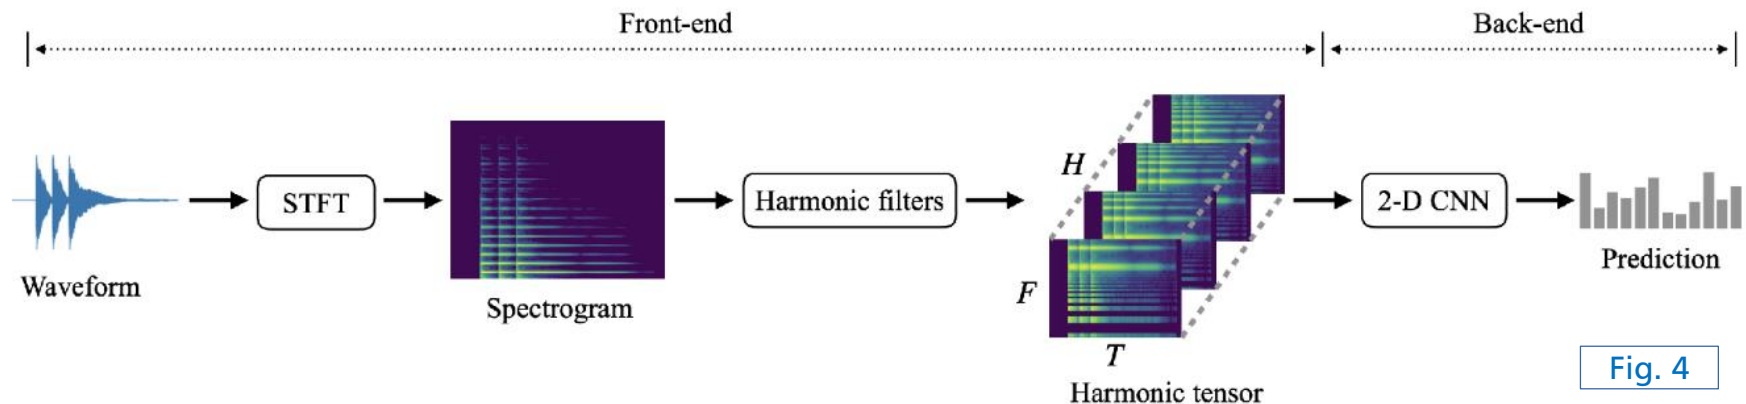 Front-end
Back-end
Waveform
STFT
Spectrogram
Harmonic filters
H
F
T
Harmonic tensor
2-D CNN
Prediction
Fig. 4